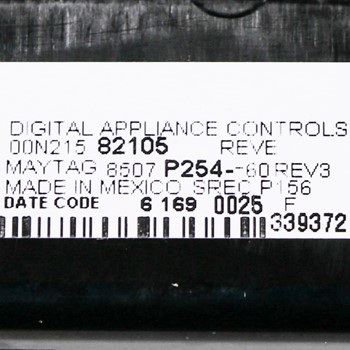 DIGITAL APPLIANCE CONTROLS
00N215 82105 REVE
MAYTAG 8507 P254--60 REV3
MADE IN MEXICO SREC P156
DATE CODE 6 169 0025 F
339372